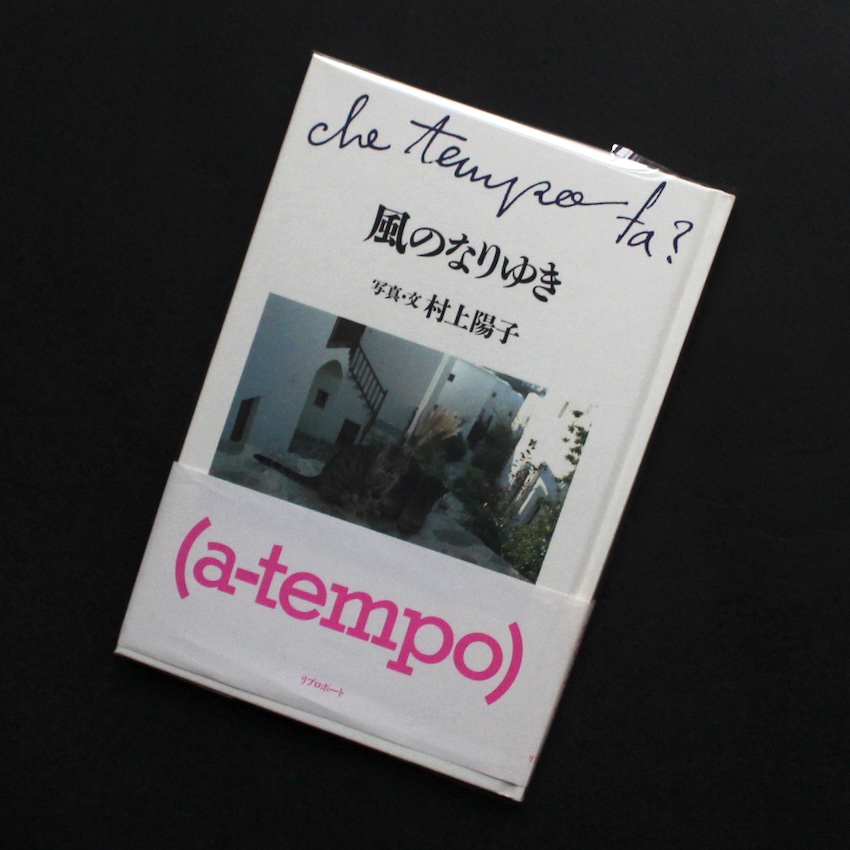 che tempo fa?
風のなりゆき
写真・文 村上陽子
(a-tempo)
リブロポート